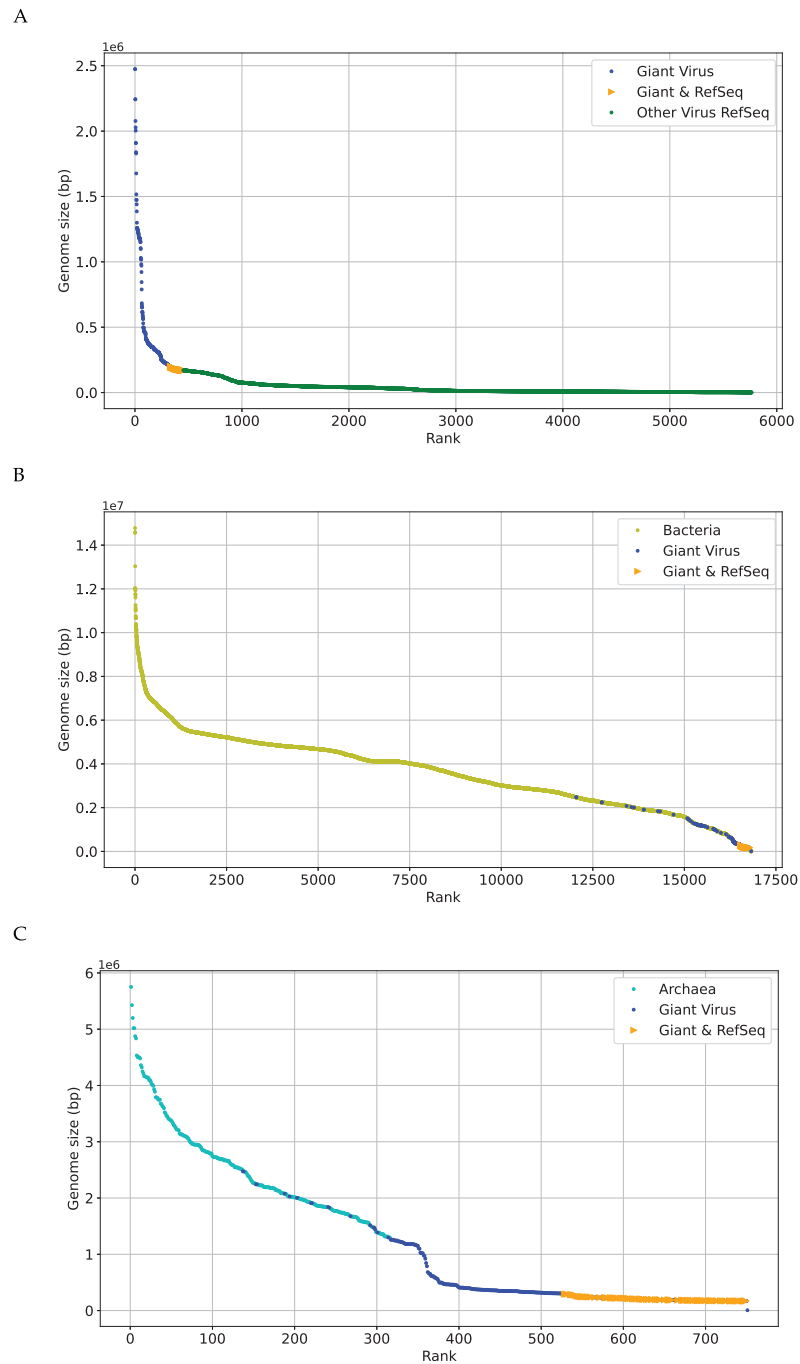 A
1e6
2.5
2.0
1.5
1.0
0.5
0.0
Genome size (bp)
Giant Virus
Giant & RefSeq
Other Virus RefSeq
0 1000 2000 3000 4000 5000 6000
Rank
B
1e7
1.4
1.2
1.0
0.8
0.6
0.4
0.2
0.0
Genome size (bp)
Bacteria
Giant Virus
Giant & RefSeq
0 2500 5000 7500 10000 12500 15000 17500
Rank
C
1e6
6
5
4
3
2
1
0
Genome size (bp)
Archaea
Giant Virus
Giant & RefSeq
0 100 200 300 400 500 600 700
Rank